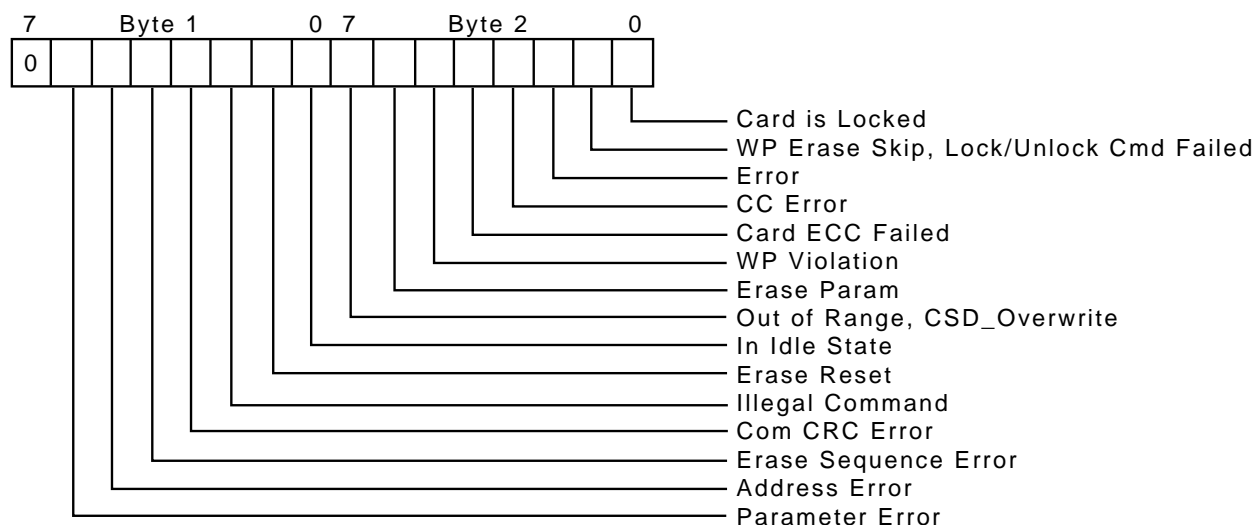 7 Byte 1 0 7 Byte 2 0
0
Card is Locked
WP Erase Skip, Lock/Unlock Cmd Failed
Error
CC Error
Card ECC Failed
WP Violation
Erase Param
Out of Range, CSD_Overwrite
In Idle State
Erase Reset
Illegal Command
Com CRC Error
Erase Sequence Error
Address Error
Parameter Error